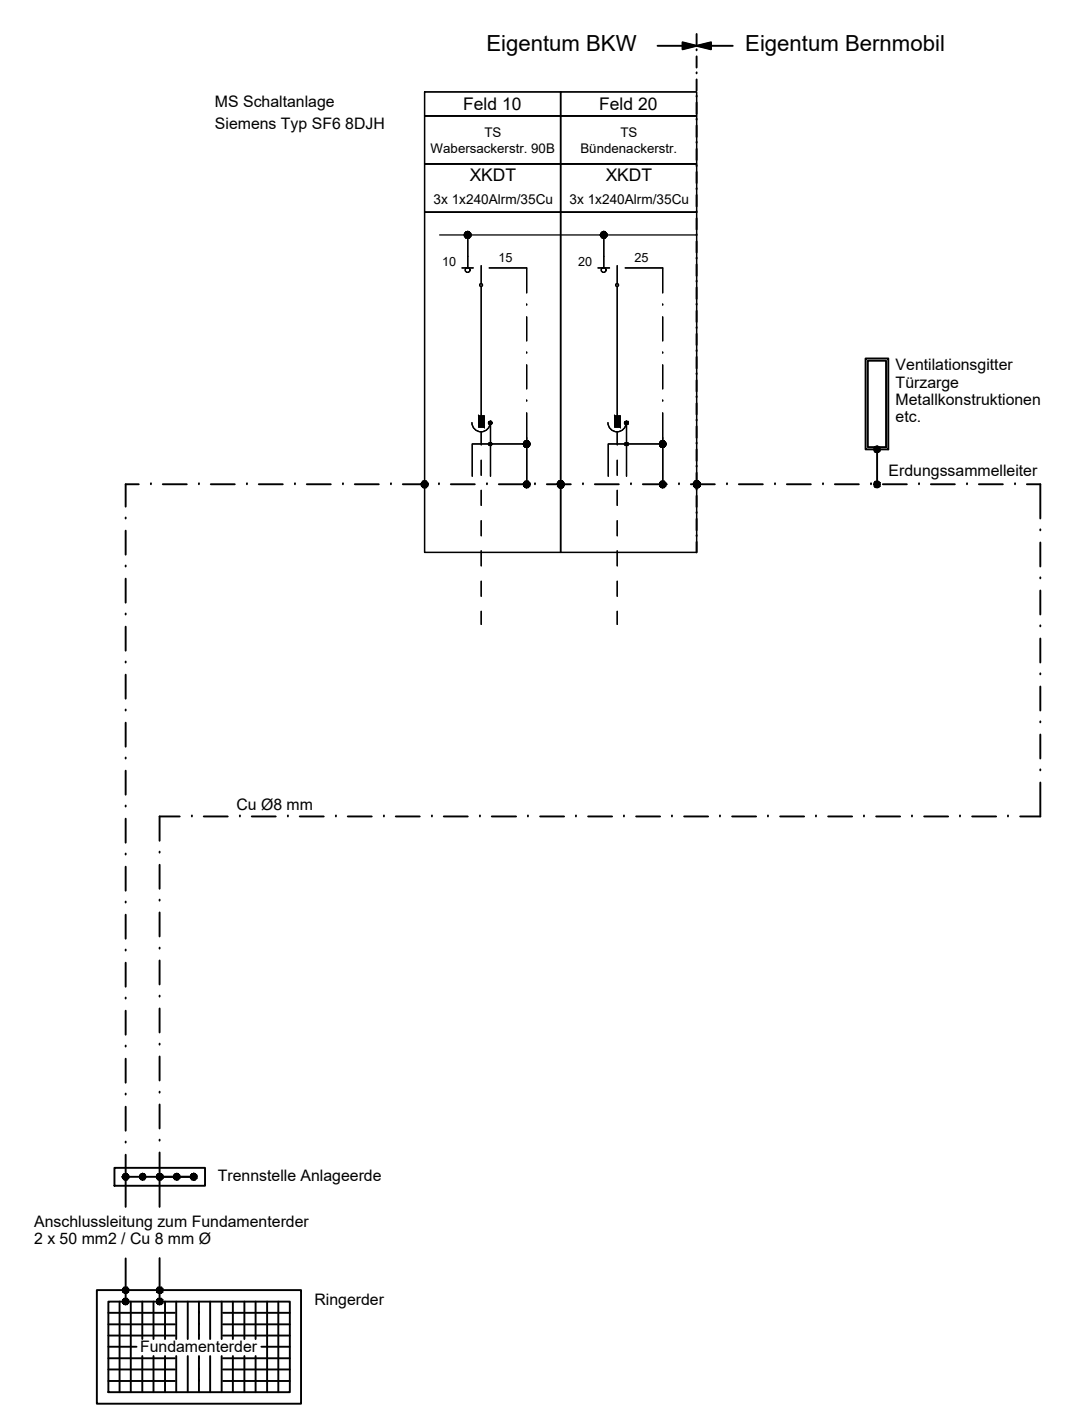 Eigentum BKW
Eigentum Bernmobil
MS Schaltanlage
Siemens Typ SF6 8DJH
Feld 10
Feld 20
TS
Wabersackerstr. 90B
TS
Bündenackerstr.
XKDT
XKDT
3x 1x240Alrm/35Cu
3x 1x240Alrm/35Cu
10
15
20
25
Ventilationsgitter
Türzarge
Metallkonstruktionen
etc.
Erdungssammelleiter
Cu Ø8 mm
Trennstelle Anlageerde
Anschlussleitung zum Fundamenterder
2 x 50 mm2 / Cu 8 mm Ø
Ringerder
Fundamenterder